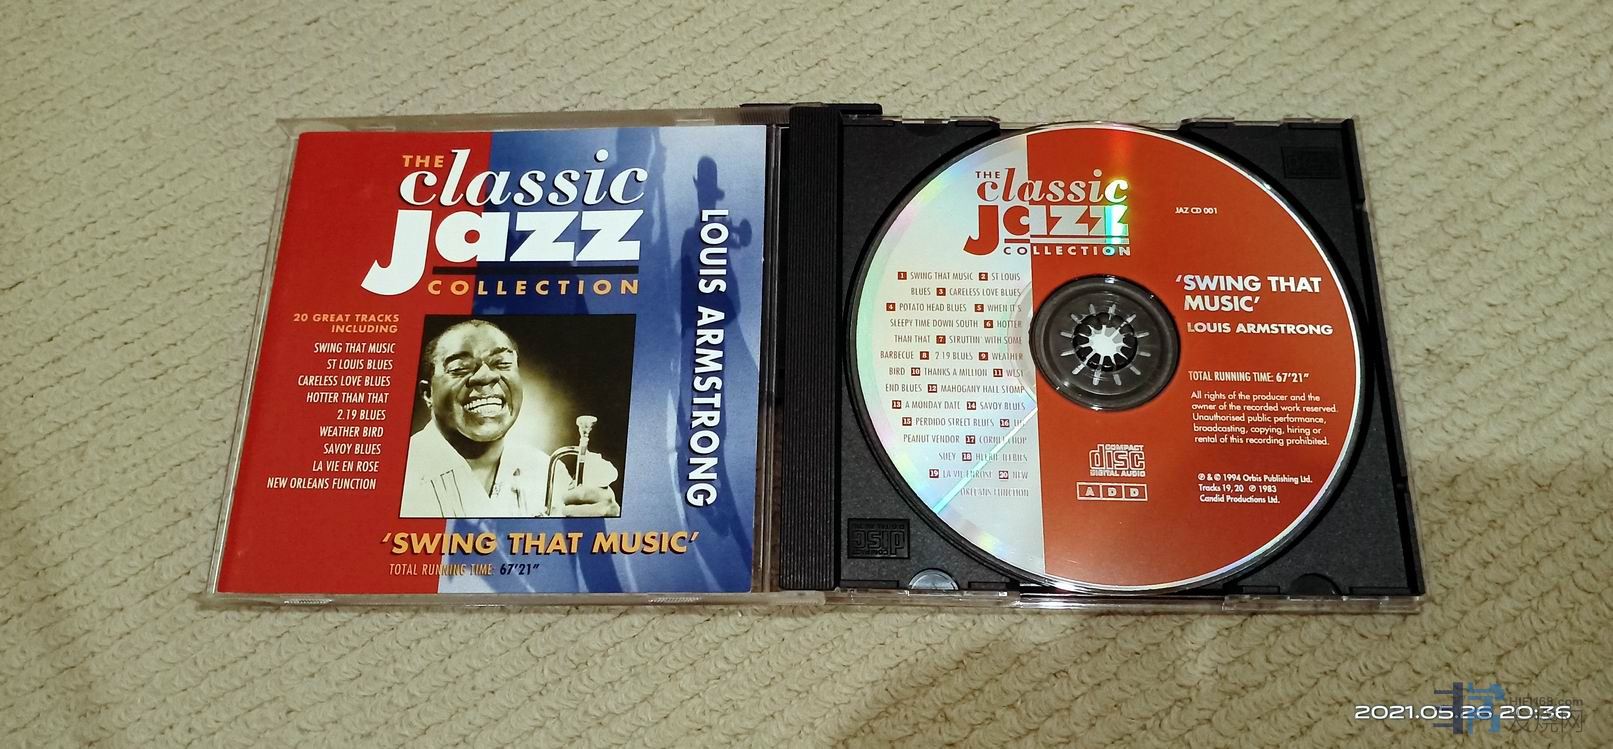 THE
classic
jazz
COLLECTION
20 GREAT TRACKS
INCLUDING
SWING THAT MUSIC
ST LOUIS BLUES
CARELESS LOVE BLUES
HOTTER THAN THAT
2.19 BLUES
WEATHER BIRD
SAVOY BLUES
LA VIE EN ROSE
NEW ORLEANS FUNCTION
LOUIS ARMSTRONG
'SWING THAT MUSIC'
TOTAL RUNNING TIME: 67'21"
THE
classic
jazz
COLLECTION
1 SWING THAT MUSIC 2 ST LOUIS
BLUES 3 CARELESS LOVE BLUES
4 POTATO HEAD BLUES 5 WHEN IT'S
SLEEPY TIME DOWN SOUTH 6 HOTTER
THAN THAT 7 STRUTTIN' WITH SOME
BARBECUE 8 2.19 BLUES 9 WEATHER
BIRD 10 THANKS A MILLION 11 WEST
END BLUES 12 MAHOGANY HALL STOMP
13 A MONDAY DATE 14 SAVOY BLUES
15 PERDIDO STREET BLUES 16
PEANUT VENDOR 17 CORNET CHOP
SUEY 18 HEEBIE JEEBIES
19 LA VIE EN ROSE 20 NEW
ORLEANS FUNCTION
JAZ CD 001
'SWING THAT
MUSIC'
LOUIS ARMSTRONG
TOTAL RUNNING TIME: 67'21"
All rights of the producer and the
owner of the recorded work reserved.
Unauthorised public performance,
broadcasting, copying, hiring or
rental of this recording prohibited.
COMPACT
disc
DIGITAL AUDIO
ADD
℗ & © 1994 Orbis Publishing Ltd.
Tracks 19, 20 ℗ 1983
Candid Productions Ltd.
2021.05.26 20:36